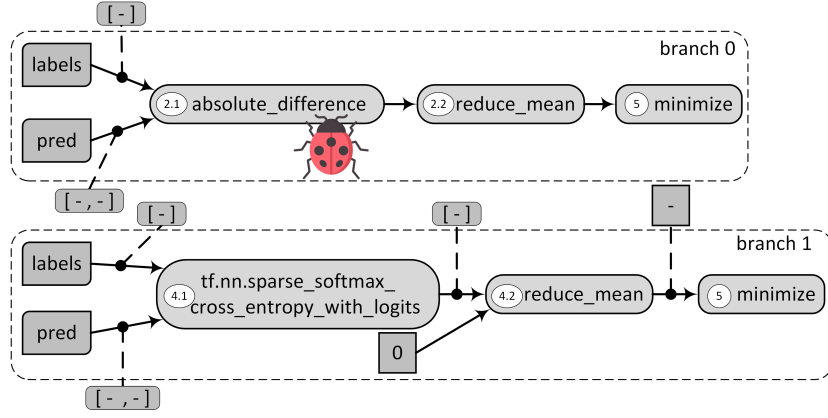 [-]
branch 0
labels
2.1 absolute_difference
2.2 reduce_mean
5 minimize
pred
[-,-]
[-]
[-]
-
branch 1
labels
4.1 tf.nn.sparse_softmax_
cross_entropy_with_logits
4.2 reduce_mean
5 minimize
pred
0
[- ,-]